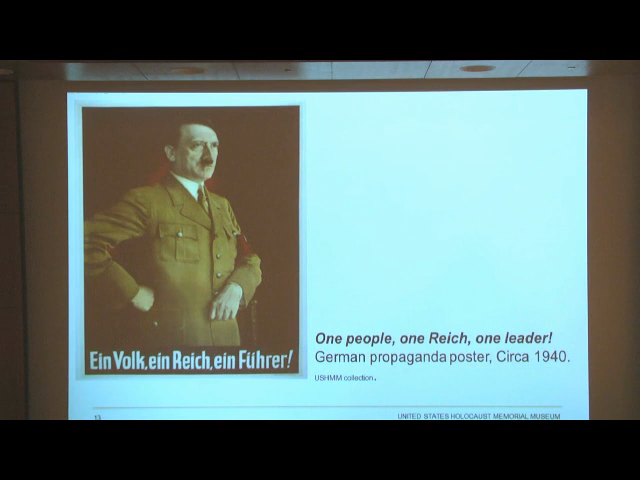 Ein Volk, ein Reich, ein Führer!
One people, one Reich, one leader!
German propaganda poster, Circa 1940.
USHMM collection.
13
UNITED STATES HOLOCAUST MEMORIAL MUSEUM